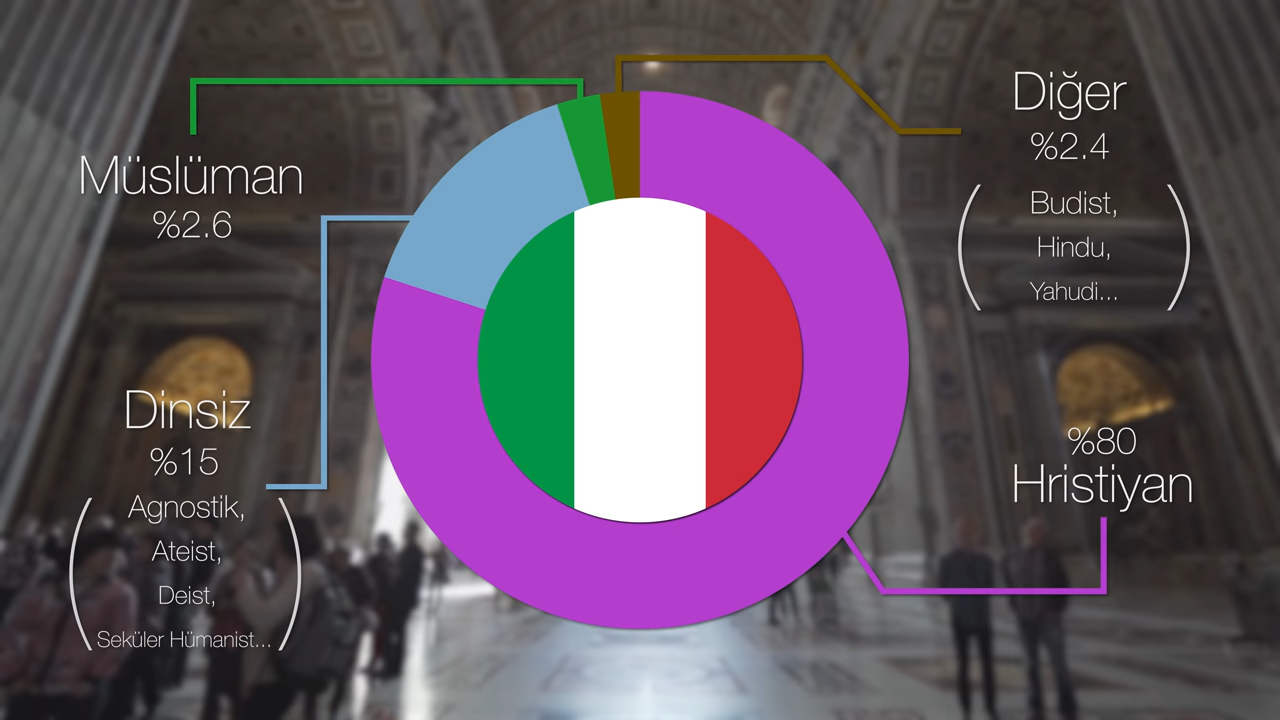 Müslüman
%2.6
Dinsiz
%15
Agnostik,
Ateist,
Deist,
Seküler Hümanist...
Diğer
%2.4
Budist,
Hindu,
Yahudi...
%80
Hristiyan